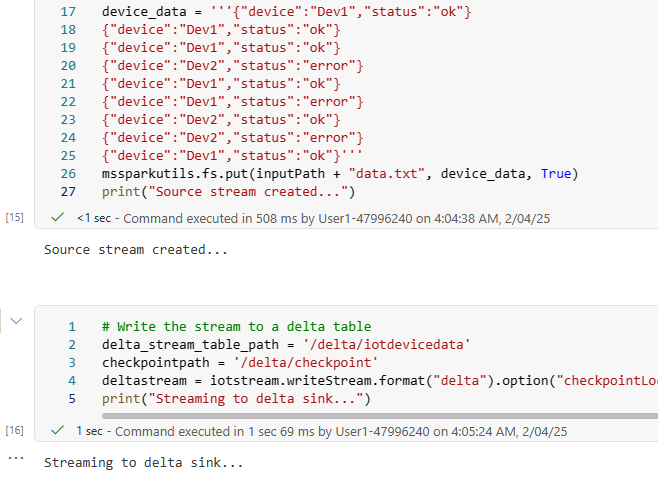 17 device_data = '''{"device":"Dev1","status":"ok"}
18 {"device":"Dev1","status":"ok"}
19 {"device":"Dev1","status":"ok"}
20 {"device":"Dev2","status":"error"}
21 {"device":"Dev1","status":"ok"}
22 {"device":"Dev1","status":"error"}
23 {"device":"Dev2","status":"ok"}
24 {"device":"Dev2","status":"error"}
25 {"device":"Dev1","status":"ok"}'''
26 mssparkutils.fs.put(inputPath + "data.txt", device_data, True)
27 print("Source stream created...")
[15] <1 sec - Command executed in 508 ms by User1-47996240 on 4:04:38 AM, 2/04/25
Source stream created...
1 # Write the stream to a delta table
2 delta_stream_table_path = '/delta/iotdevicedata'
3 checkpointpath = '/delta/checkpoint'
4 deltastream = iotstream.writeStream.format("delta").option("checkpointLo
5 print("Streaming to delta sink...")
[16] 1 sec - Command executed in 1 sec 69 ms by User1-47996240 on 4:05:24 AM, 2/04/25
... Streaming to delta sink...